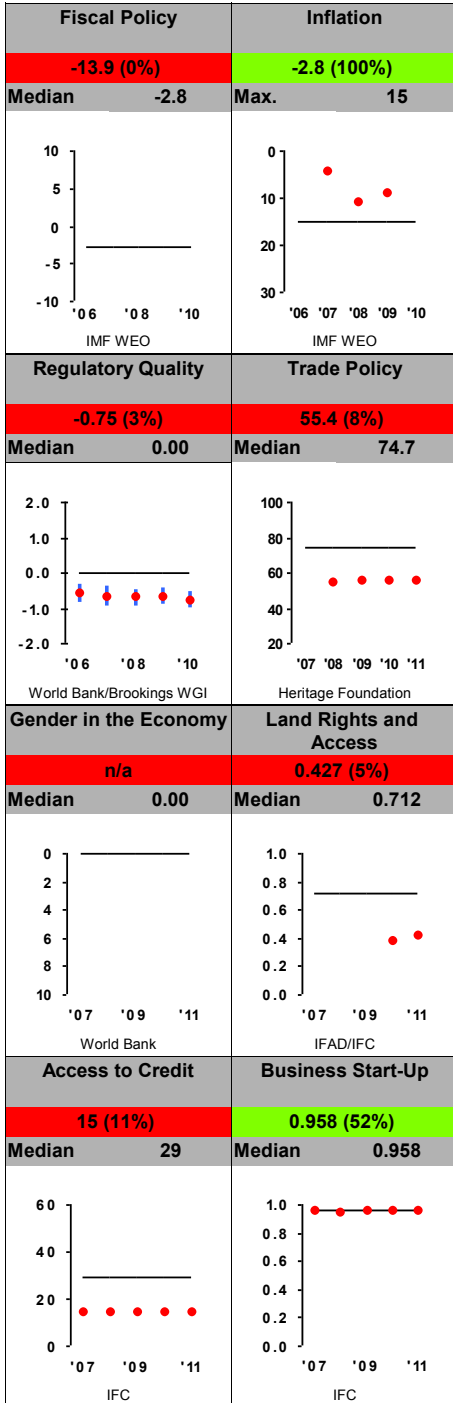 Fiscal Policy
-13.9 (0%)
Median -2.8
10
5
0
-5
-10
'06 '08 '10
IMF WEO
Inflation
-2.8 (100%)
Max. 15
0
10
20
30
'06 '07 '08 '09 '10
IMF WEO
Regulatory Quality
-0.75 (3%)
Median 0.00
2.0
1.0
0.0
-1.0
-2.0
'06 '08 '10
World Bank/Brookings WGI
Trade Policy
55.4 (8%)
Median 74.7
100
80
60
40
20
'07 '08 '09 '10 '11
Heritage Foundation
Gender in the Economy
n/a
Median 0.00
0
2
4
6
8
10
'07 '09 '11
World Bank
Land Rights and
Access
0.427 (5%)
Median 0.712
1.0
0.8
0.6
0.4
0.2
0.0
'07 '09 '11
IFAD/IFC
Access to Credit
15 (11%)
Median 29
60
40
20
0
'07 '09 '11
IFC
Business Start-Up
0.958 (52%)
Median 0.958
1.0
0.8
0.6
0.4
0.2
0.0
'07 '09 '11
IFC